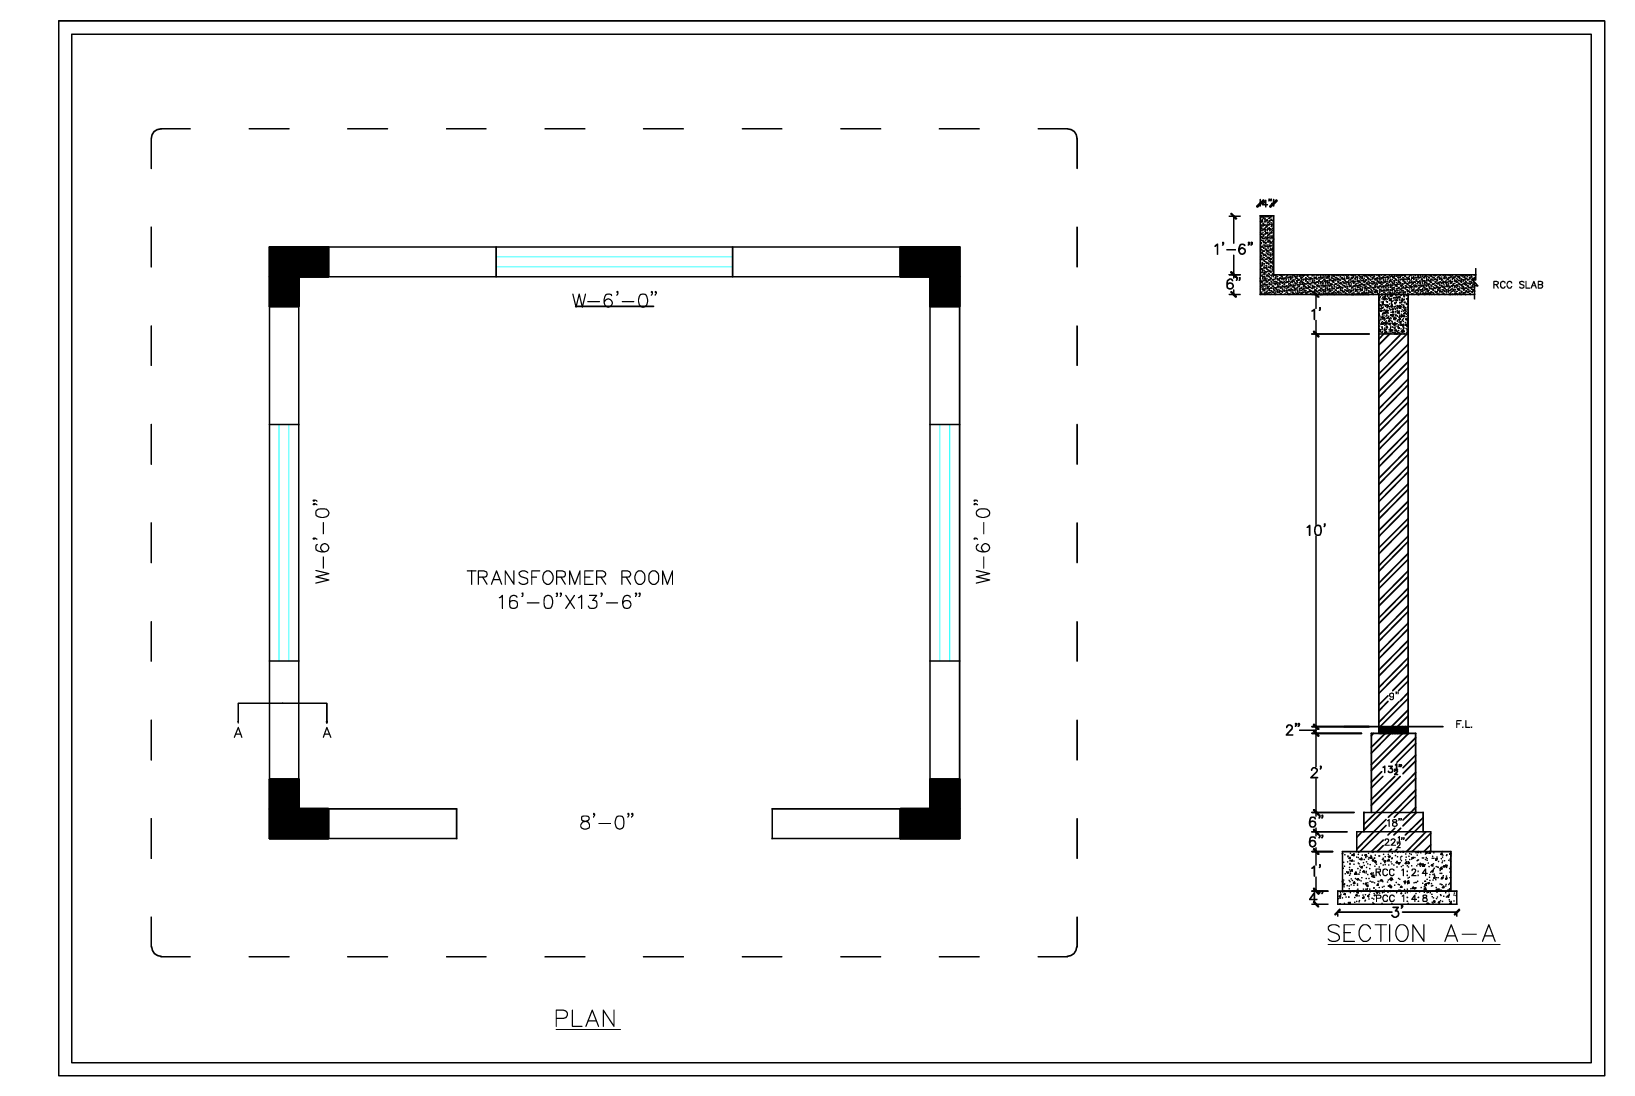 W-6'-0"
W-6'-0"
W-6'-0"
TRANSFORMER ROOM
16'-0"X13'-6"
A
A
8'-0"
PLAN
4"
1'-6"
6"
RCC SLAB
1'
10'
9"
F.L.
2"
2'
13½"
6"
18"
6"
22½"
1'
RCC 1:2:4
4"
PCC 1:4:8
3'
SECTION A-A